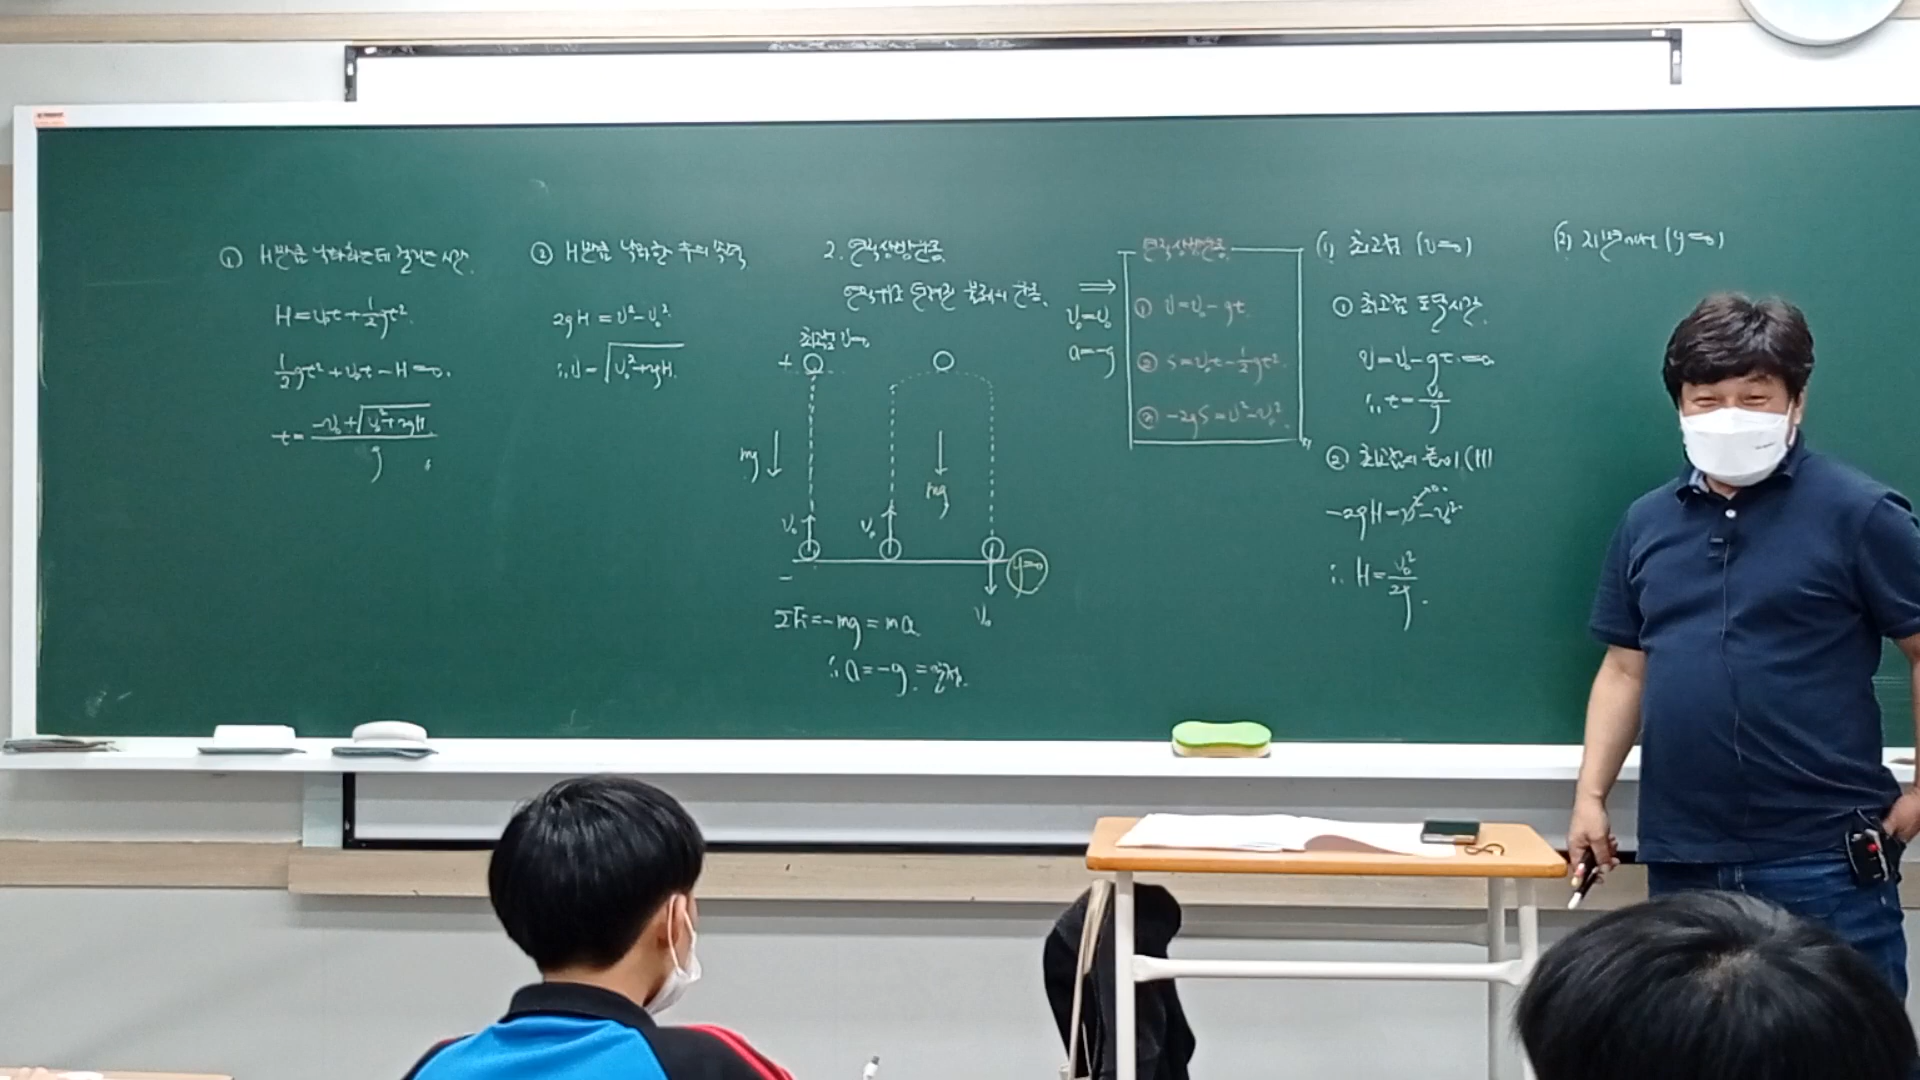 ① H만큼 낙하하는데 걸리는 시간.
H=v₀t+½gt².
½gt²+v₀t-H=0.
t=(-v₀+√(v₀²+2gH))/g.
② H만큼 낙하한 후의 속력
2gH=v²-v₀².
∴v=√(v₀²+2gH).
2. 연직상방운동.
연직위로 던져진 물체의 운동.
최고점 v=0
+
mg
mg
v₀
v₀
y=0
-
v₀
ΣF=-mg=ma.
∴a=-g.=일정.
⇒
v₀=v₀
a=-g
연직상방운동.
① v=v₀-gt.
② s=v₀t-½gt².
③ -2gs=v²-v₀².
(1) 최고점 (v=0)
① 최고점 도달시간.
v=v₀-gt.=0
∴t=v₀/g
② 최고점의 높이.(H)
-2gH=v²-v₀²
∴H=v₀²/2g.
(2) 지면에서 (y=0)